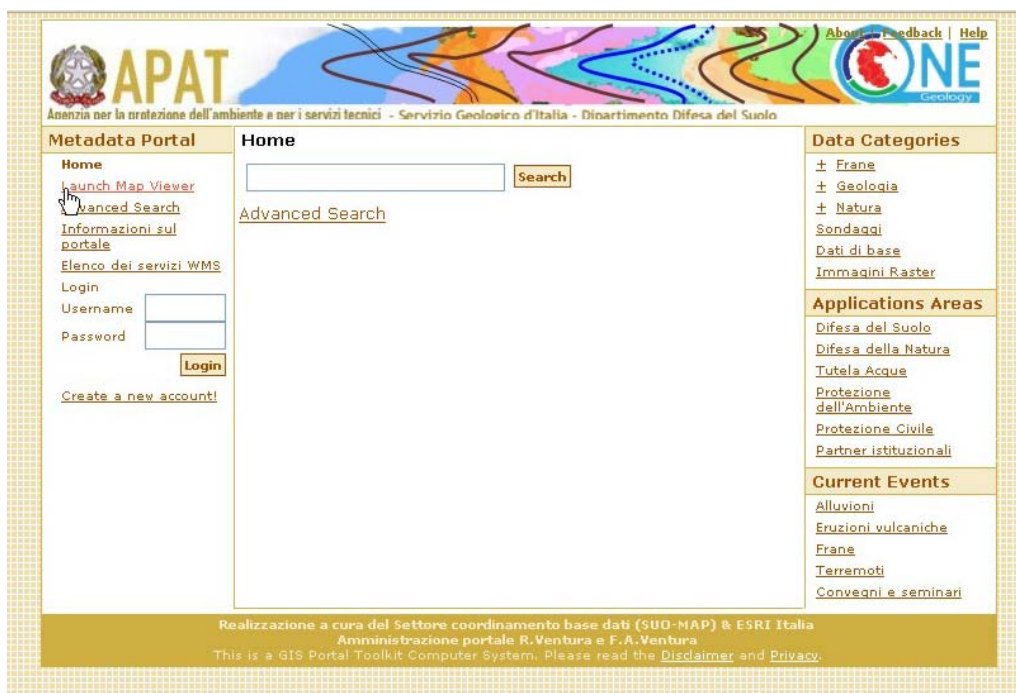 About | Feedback | Help
APAT
ONE
Geology
Agenzia per la protezione dell'ambiente e per i servizi tecnici - Servizio Geologico d'Italia - Dipartimento Difesa del Suolo
Metadata Portal
Home
Launch Map Viewer
Advanced Search
Informazioni sul
portale
Elenco dei servizi WMS
Login
Username
Password
Login
Create a new account!
Home
Search
Advanced Search
Data Categories
+ Frane
+ Geologia
+ Natura
Sondaggi
Dati di base
Immagini Raster
Applications Areas
Difesa del Suolo
Difesa della Natura
Tutela Acque
Protezione
dell'Ambiente
Protezione Civile
Partner istituzionali
Current Events
Alluvioni
Eruzioni vulcaniche
Frane
Terremoti
Convegni e seminari
Realizzazione a cura del Settore coordinamento base dati (SUO-MAP) & ESRI Italia
Amministrazione portale R.Ventura e F.A.Ventura
This is a GIS Portal Toolkit Computer System. Please read the Disclaimer and Privacy.